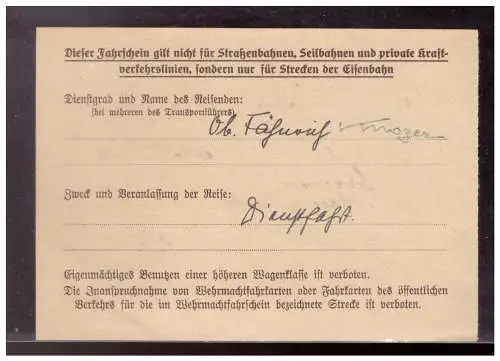 Dieser Fahrschein gilt nicht für Straßenbahnen, Seilbahnen und private Kraft-
verkehrslinien, sondern nur für Strecken der Eisenbahn
Dienstgrad und Name des Reisenden:
(bei mehreren des Transportführers)
Ob. Fähnrich
Zweck und Veranlassung der Reise:
Dienstfahrt.
Eigenmächtiges Benutzen einer höheren Wagenklasse ist verboten.
Die Inanspruchnahme von Wehrmachtfahrkarten oder Fahrkarten des öffentlichen
Verkehrs für die im Wehrmachtfahrschein bezeichnete Strecke ist verboten.